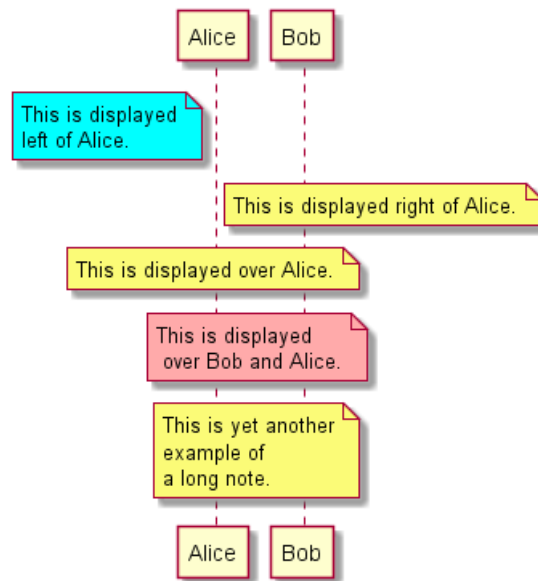 Alice
Bob
This is displayed
left of Alice.
This is displayed right of Alice.
This is displayed over Alice.
This is displayed
over Bob and Alice.
This is yet another
example of
a long note.
Alice
Bob